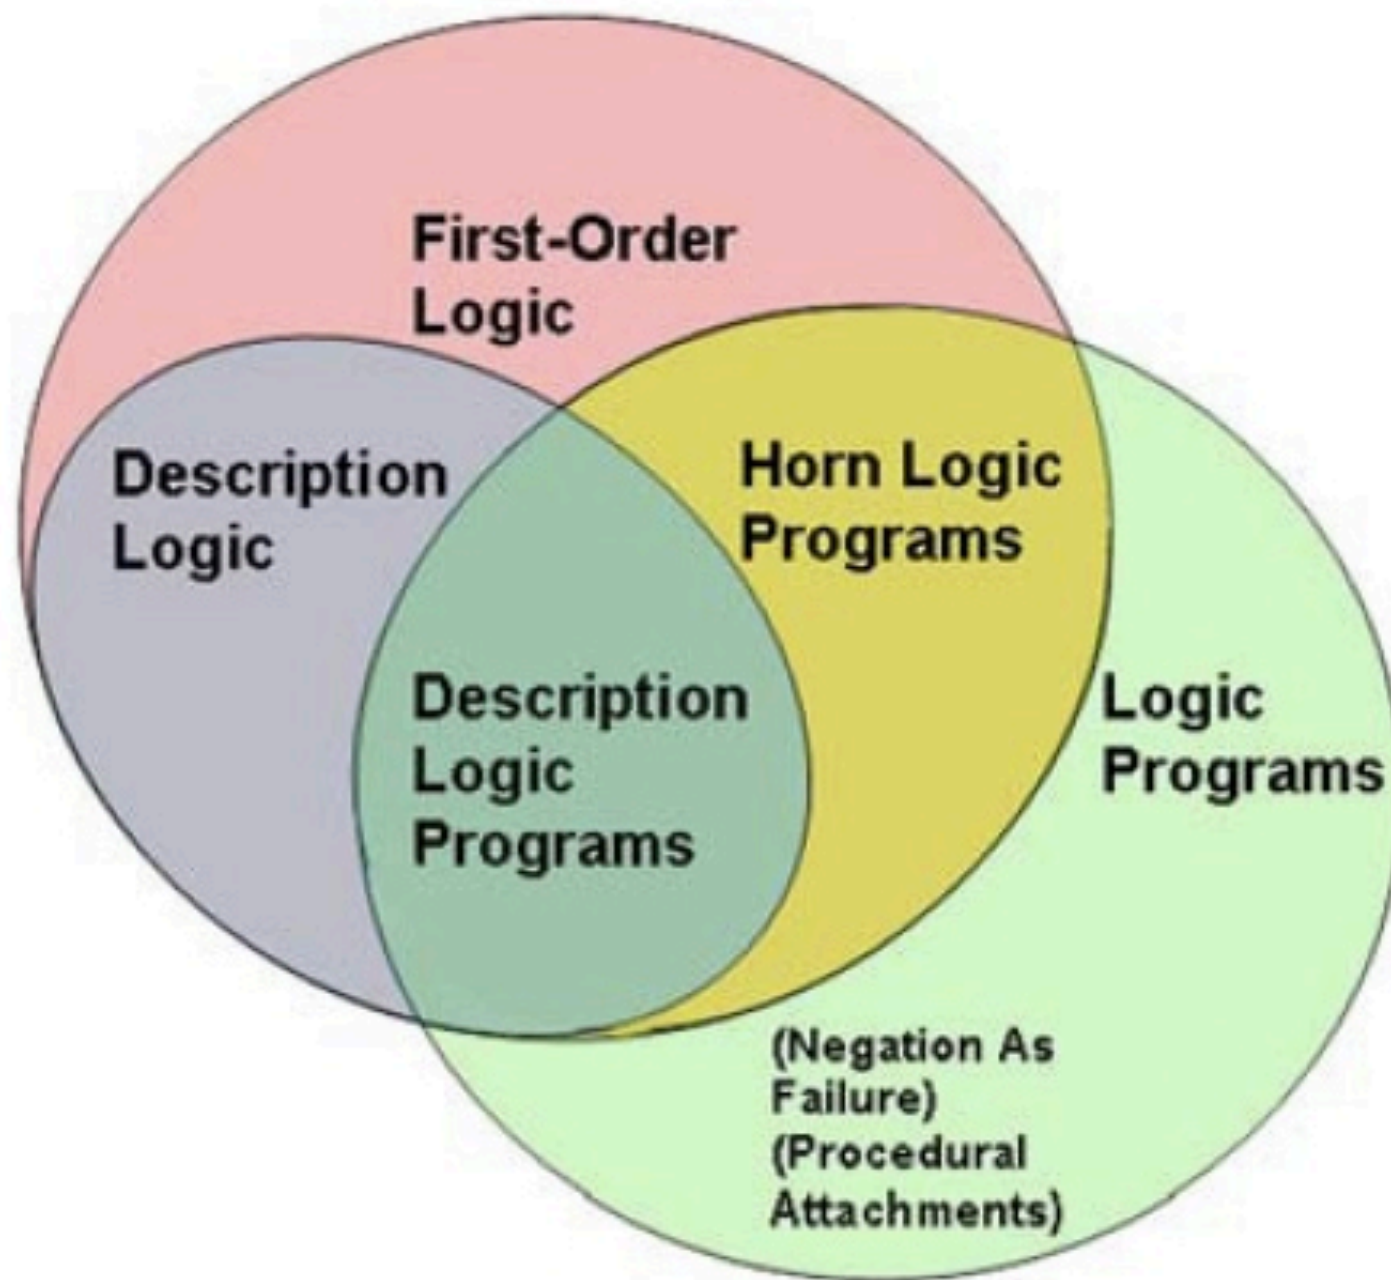 First-Order
Logic
Description
Logic
Horn Logic
Programs
Description
Logic
Programs
Logic
Programs
(Negation As
Failure)
(Procedural
Attachments)